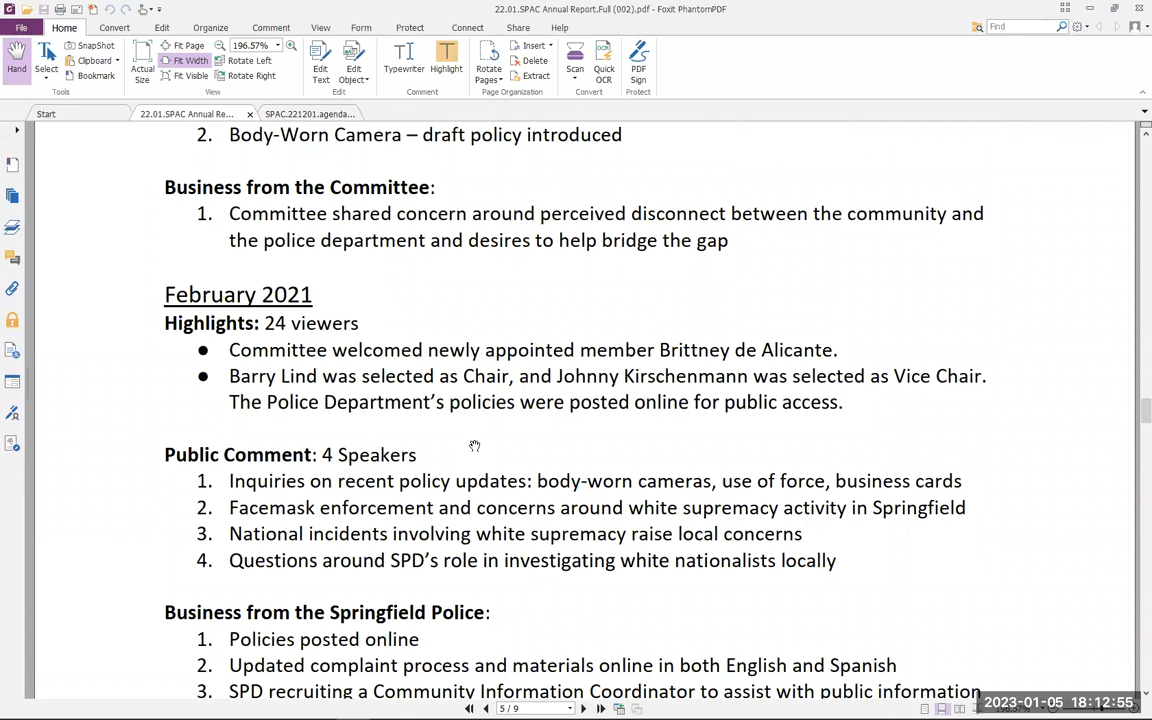 22.01.SPAC Annual Report.Full (002).pdf - Foxit PhantomPDF
File Home Convert Edit Organize Comment View Form Protect Connect Share Help Find
Hand Select SnapShot Clipboard Bookmark Tools
Actual Size Fit Page Fit Width Fit Visible 196.57% Rotate Left Rotate Right View
Edit Text Edit Object Edit
Typewriter Highlight Comment
Rotate Pages Insert Delete Extract Page Organization
Scan Quick OCR Convert
PDF Sign Protect
Start 22.01.SPAC Annual Re... SPAC.221201.agenda...
2. Body-Worn Camera – draft policy introduced
Business from the Committee:
1. Committee shared concern around perceived disconnect between the community and
the police department and desires to help bridge the gap
February 2021
Highlights: 24 viewers
● Committee welcomed newly appointed member Brittney de Alicante.
● Barry Lind was selected as Chair, and Johnny Kirschenmann was selected as Vice Chair.
The Police Department's policies were posted online for public access.
Public Comment: 4 Speakers
1. Inquiries on recent policy updates: body-worn cameras, use of force, business cards
2. Facemask enforcement and concerns around white supremacy activity in Springfield
3. National incidents involving white supremacy raise local concerns
4. Questions around SPD's role in investigating white nationalists locally
Business from the Springfield Police:
1. Policies posted online
2. Updated complaint process and materials online in both English and Spanish
3. SPD recruiting a Community Information Coordinator to assist with public information
5 / 9
2023-01-05 18:12:55